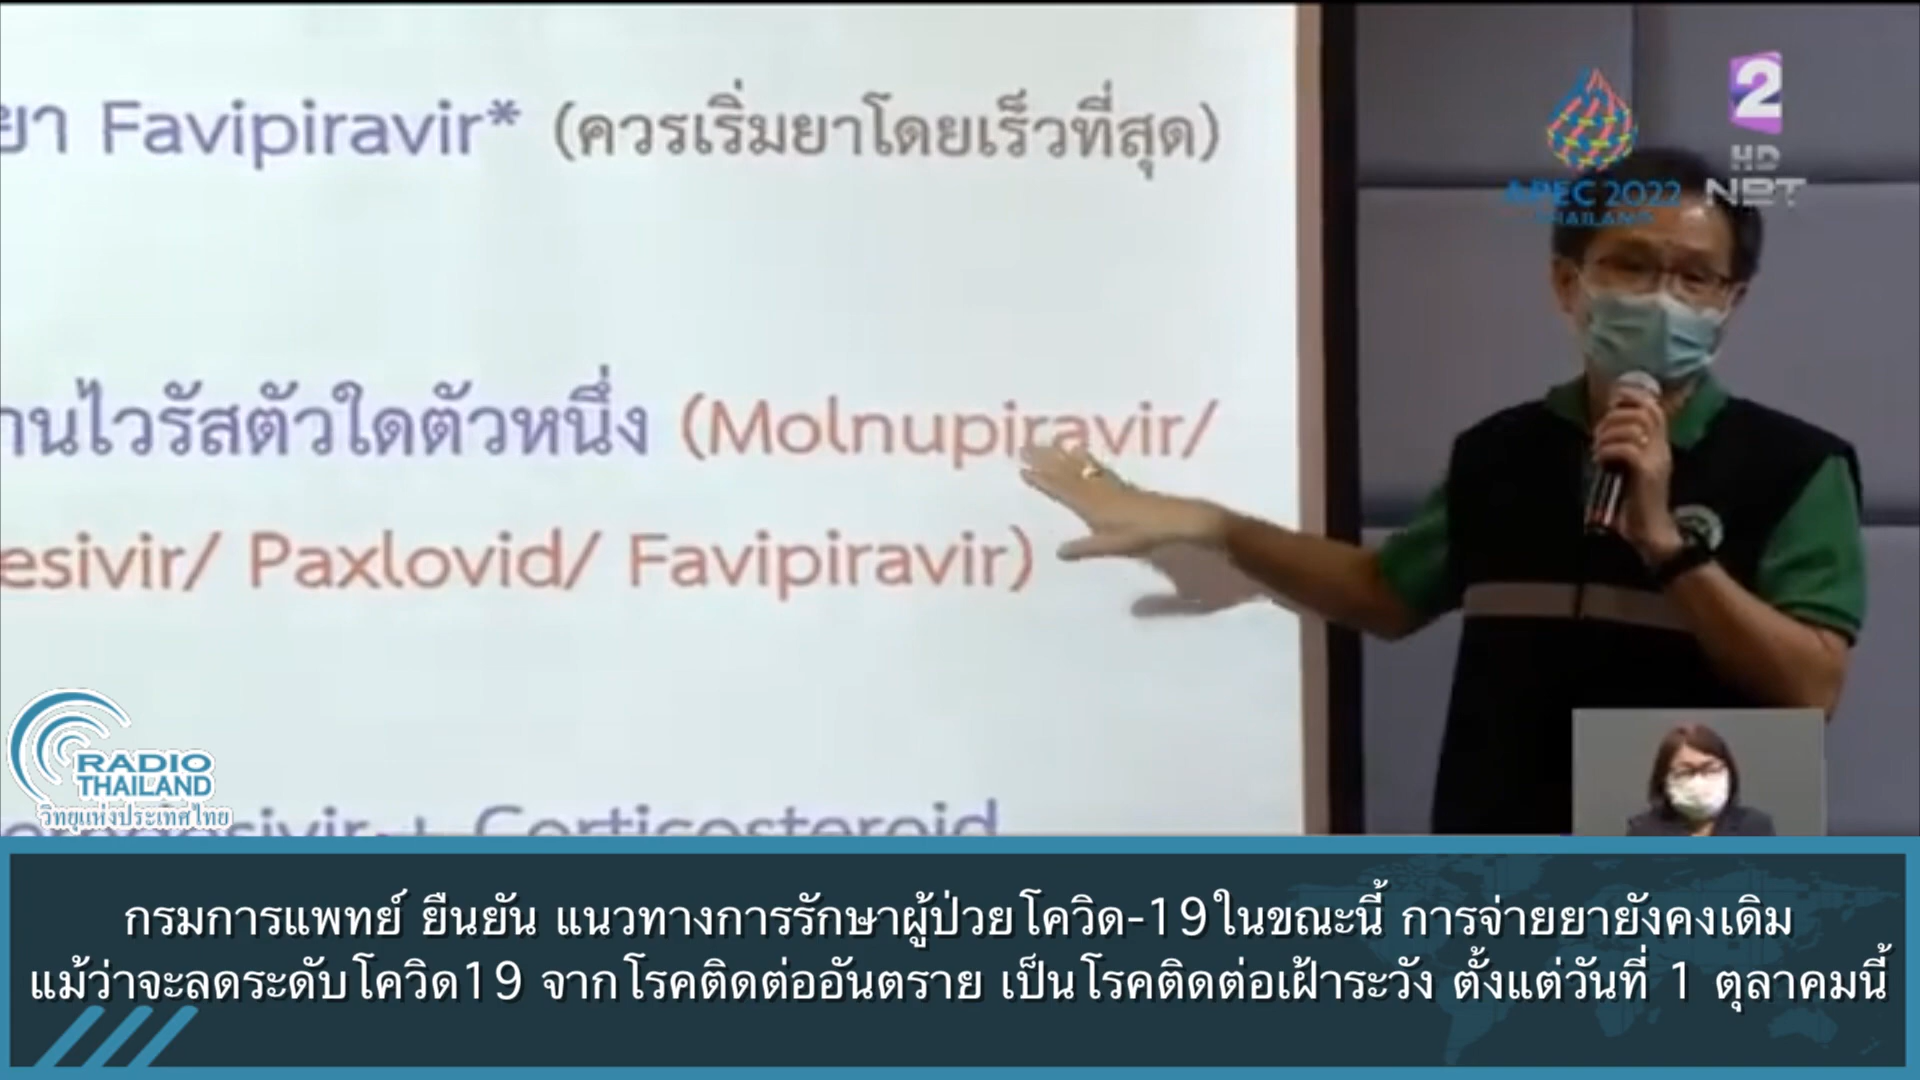 ยา Favipiravir* (ควรเริ่มยาโดยเร็วที่สุด)
2
HD
NBT
APEC 2022
THAILAND
านไวรัสตัวใดตัวหนึ่ง (Molnupiravir/
esivir/ Paxlovid/ Favipiravir)
sivir + Corticosteroid
RADIO
THAILAND
วิทยุแห่งประเทศไทย
กรมการแพทย์ ยืนยัน แนวทางการรักษาผู้ป่วยโควิด-19ในขณะนี้ การจ่ายยายังคงเดิม
แม้ว่าจะลดระดับโควิด19 จากโรคติดต่ออันตราย เป็นโรคติดต่อเฝ้าระวัง ตั้งแต่วันที่ 1 ตุลาคมนี้